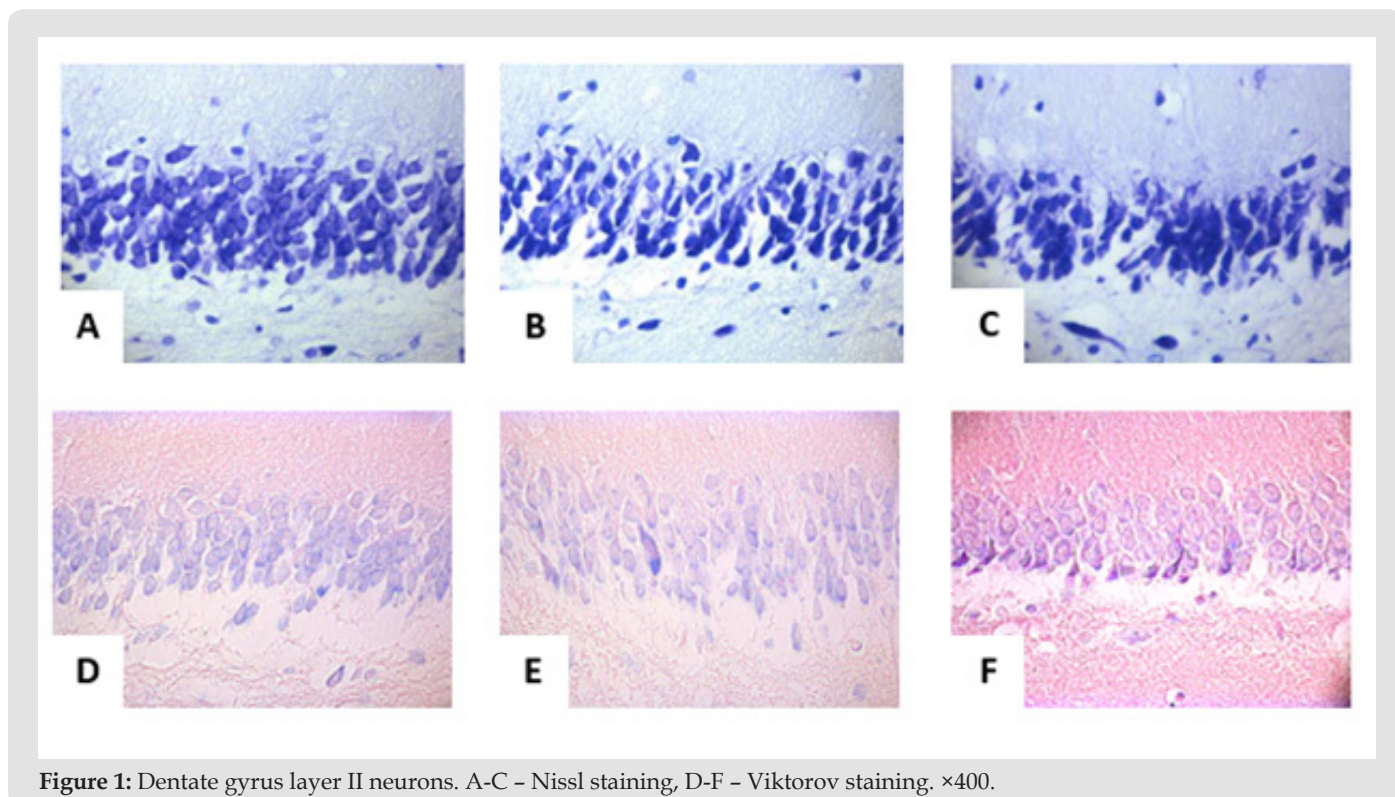 A
B
C
D
E
F
Figure 1: Dentate gyrus layer II neurons. A-C – Nissl staining, D-F – Viktorov staining. ×400.